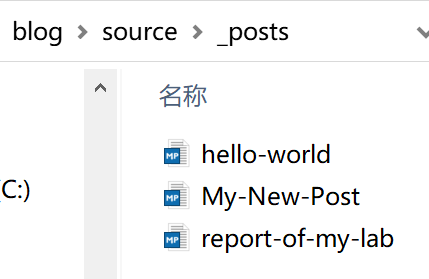 blog > source > _posts
名称
hello-world
(C:)
My-New-Post
report-of-my-lab